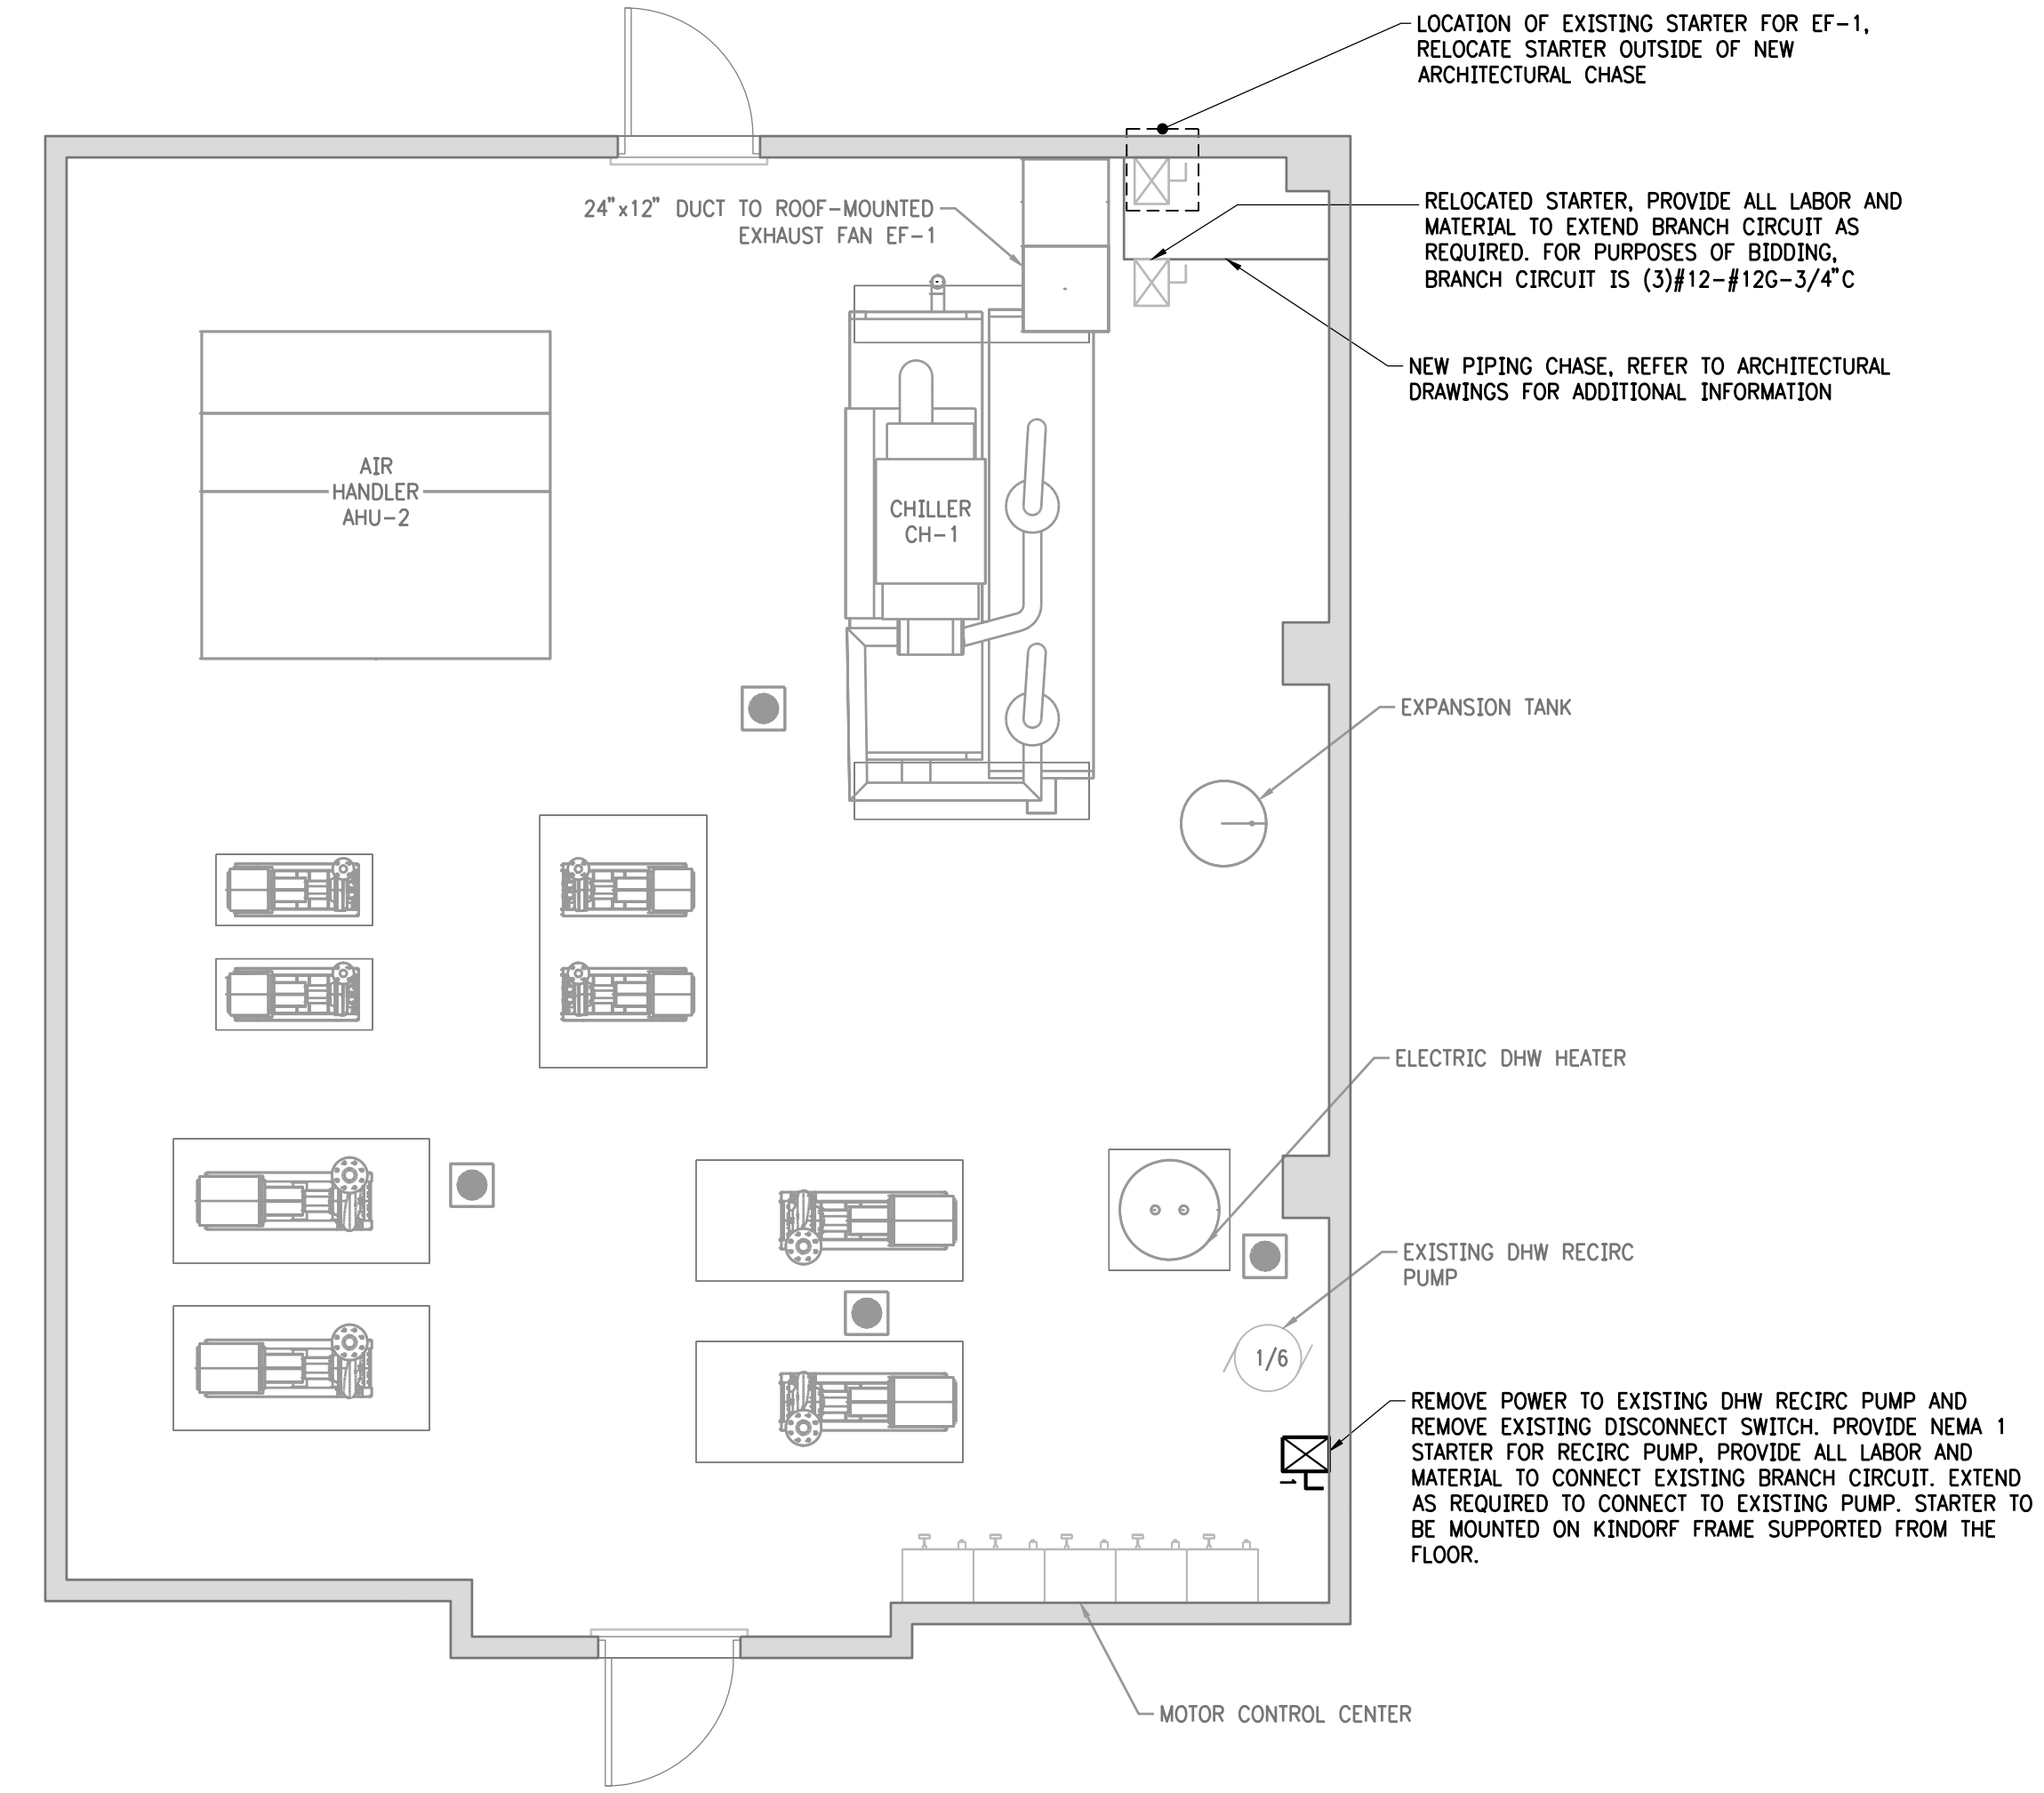 LOCATION OF EXISTING STARTER FOR EF-1,
RELOCATE STARTER OUTSIDE OF NEW
ARCHITECTURAL CHASE
24"x12" DUCT TO ROOF-MOUNTED
EXHAUST FAN EF-1
RELOCATED STARTER, PROVIDE ALL LABOR AND
MATERIAL TO EXTEND BRANCH CIRCUIT AS
REQUIRED. FOR PURPOSES OF BIDDING,
BRANCH CIRCUIT IS (3)#12-#12G-3/4"C
NEW PIPING CHASE, REFER TO ARCHITECTURAL
DRAWINGS FOR ADDITIONAL INFORMATION
AIR
HANDLER
AHU-2
CHILLER
CH-1
EXPANSION TANK
ELECTRIC DHW HEATER
EXISTING DHW RECIRC
PUMP
1/6
REMOVE POWER TO EXISTING DHW RECIRC PUMP AND
REMOVE EXISTING DISCONNECT SWITCH. PROVIDE NEMA 1
STARTER FOR RECIRC PUMP, PROVIDE ALL LABOR AND
MATERIAL TO CONNECT EXISTING BRANCH CIRCUIT. EXTEND
AS REQUIRED TO CONNECT TO EXISTING PUMP. STARTER TO
BE MOUNTED ON KINDORF FRAME SUPPORTED FROM THE
FLOOR.
1
MOTOR CONTROL CENTER